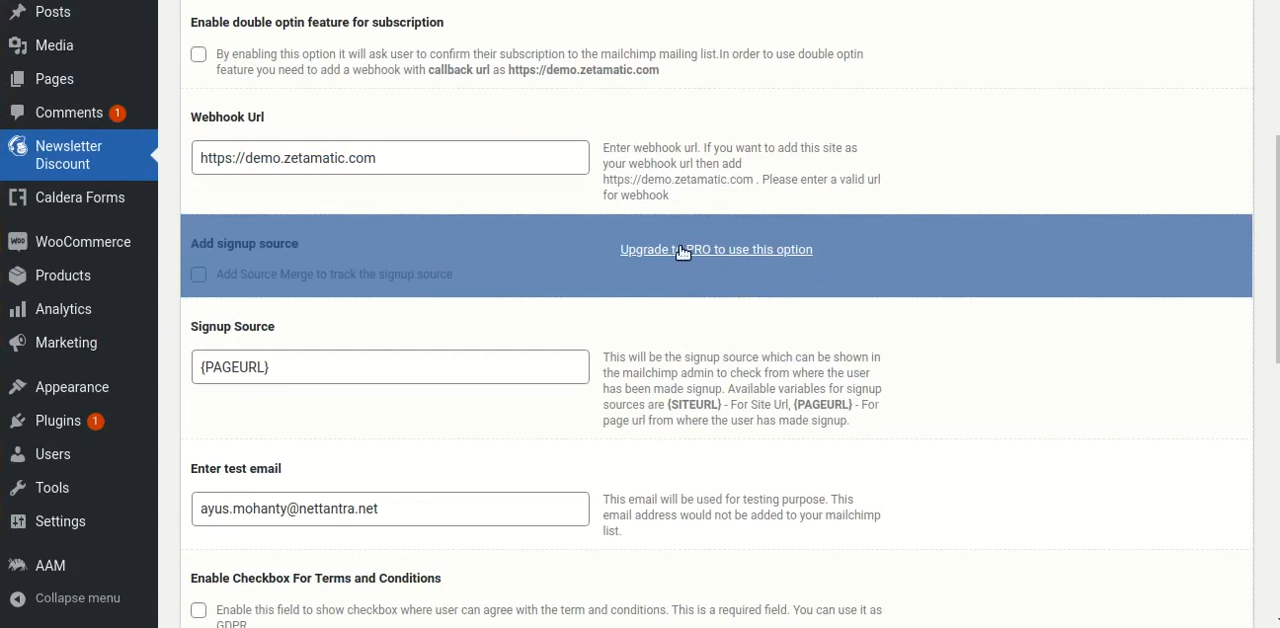 Posts
Media
Pages
Comments 1
Newsletter
Discount
Caldera Forms
WooCommerce
Products
Analytics
Marketing
Appearance
Plugins 1
Users
Tools
Settings
AAM
Collapse menu
Enable double optin feature for subscription
By enabling this option it will ask user to confirm their subscription to the mailchimp mailing list.In order to use double optin
feature you need to add a webhook with callback url as https://demo.zetamatic.com
Webhook Url
https://demo.zetamatic.com
Enter webhook url. If you want to add this site as
your webhook url then add
https://demo.zetamatic.com . Please enter a valid url
for webhook
Add signup source
Upgrade to PRO to use this option
Add Source Merge to track the signup source
Signup Source
{PAGEURL}
This will be the signup source which can be shown in
the mailchimp admin to check from where the user
has been made signup. Available variables for signup
sources are {SITEURL} - For Site Url, {PAGEURL} - For
page url from where the user has made signup.
Enter test email
ayus.mohanty@nettantra.net
This email will be used for testing purpose. This
email address would not be added to your mailchimp
list.
Enable Checkbox For Terms and Conditions
Enable this field to show checkbox where user can agree with the term and conditions. This is a required field. You can use it as
GDPR